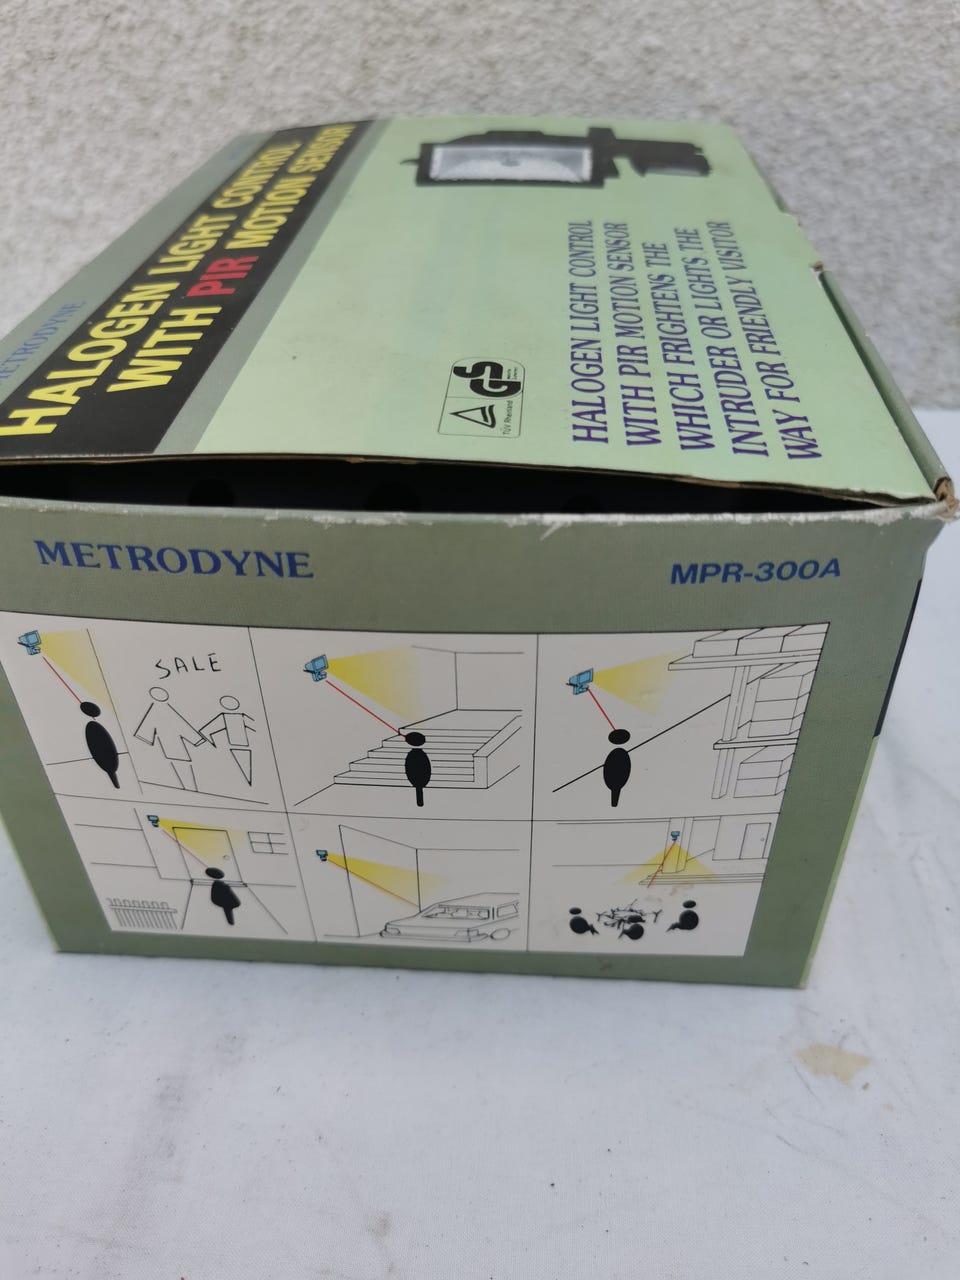 METRODYNE
HALOGEN LIGHT CONTROL
WITH PIR MOTION SENSOR
HALOGEN LIGHT CONTROL
WITH PIR MOTION SENSOR
WHICH FRIGHTENS THE
INTRUDER OR LIGHTS THE
WAY FOR FRIENDLY VISITOR
TÜV Rheinland
GS
METRODYNE
MPR-300A
SALE